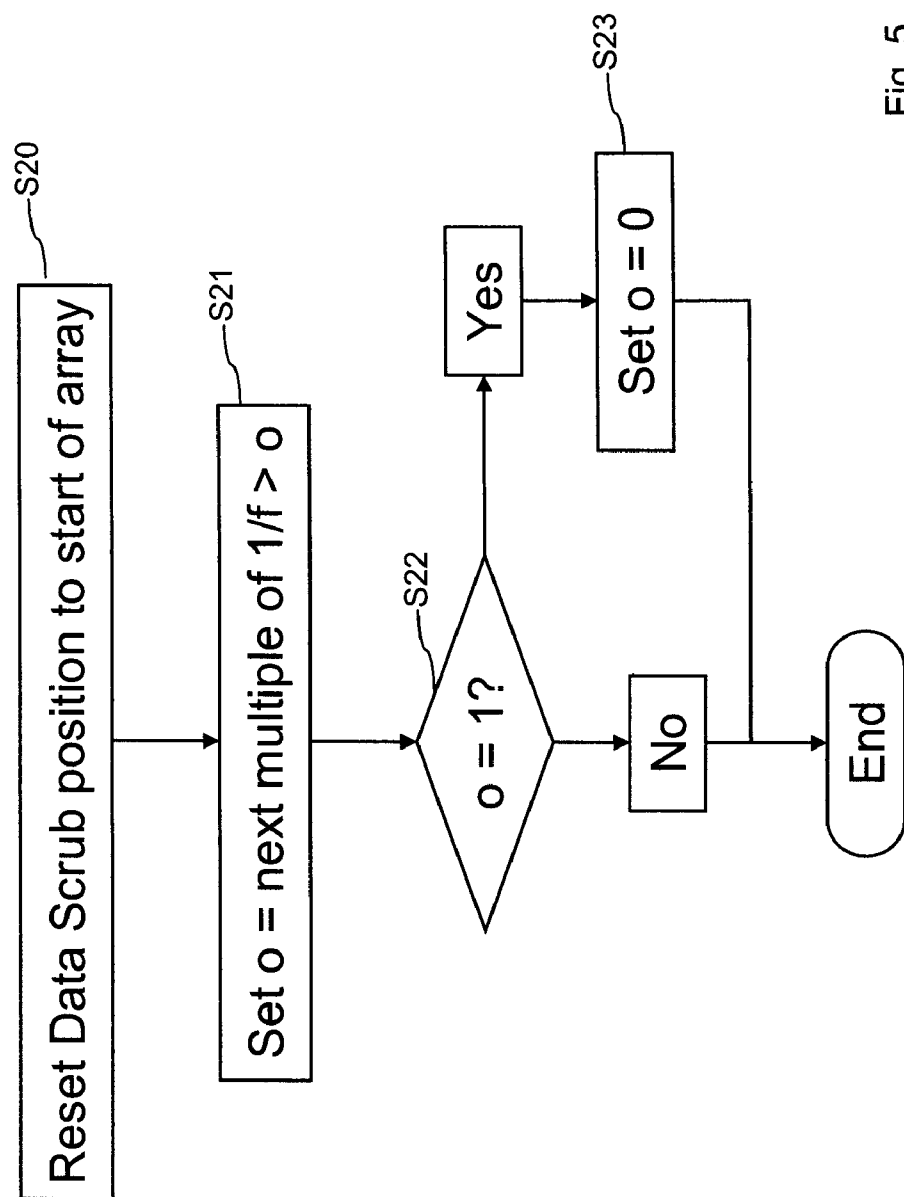 Reset Data Scrub position to start of array
S20
Set o = next multiple of 1/f > o
S21
o = 1?
S22
Yes
Set o = 0
S23
No
End
Fig. 5